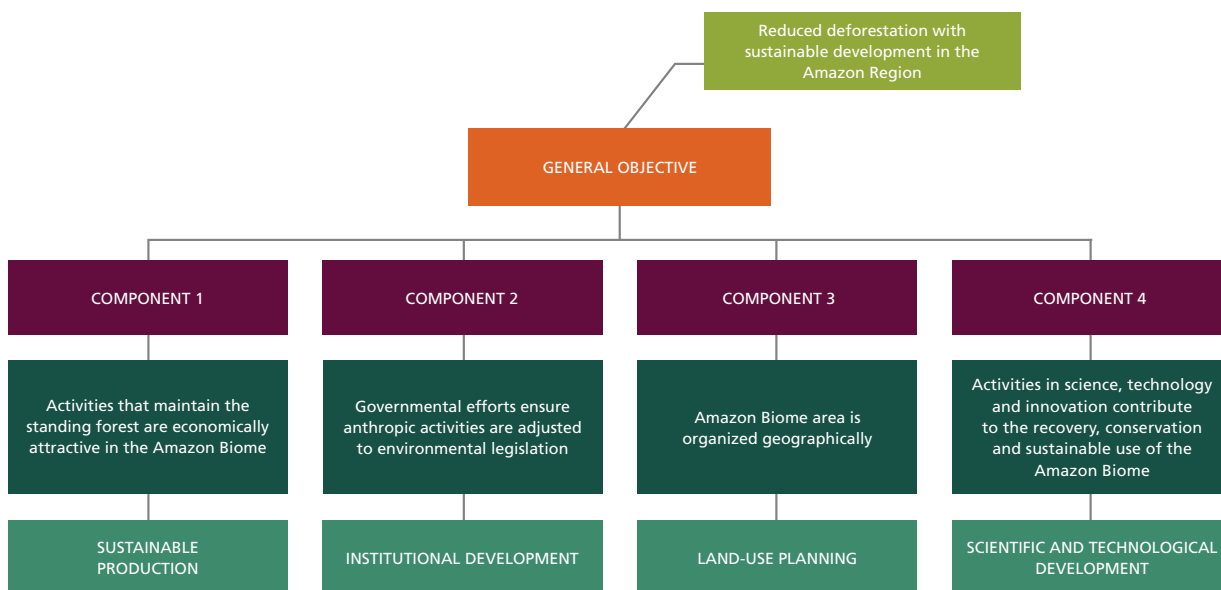 Reduced deforestation with
sustainable development in the
Amazon Region
GENERAL OBJECTIVE
COMPONENT 1
COMPONENT 2
COMPONENT 3
COMPONENT 4
Activities that maintain the
standing forest are economically
attractive in the Amazon Biome
Governmental efforts ensure
anthropic activities are adjusted
to environmental legislation
Amazon Biome area is
organized geographically
Activities in science, technology
and innovation contribute
to the recovery, conservation
and sustainable use of the
Amazon Biome
SUSTAINABLE
PRODUCTION
INSTITUTIONAL DEVELOPMENT
LAND-USE PLANNING
SCIENTIFIC AND TECHNOLOGICAL
DEVELOPMENT